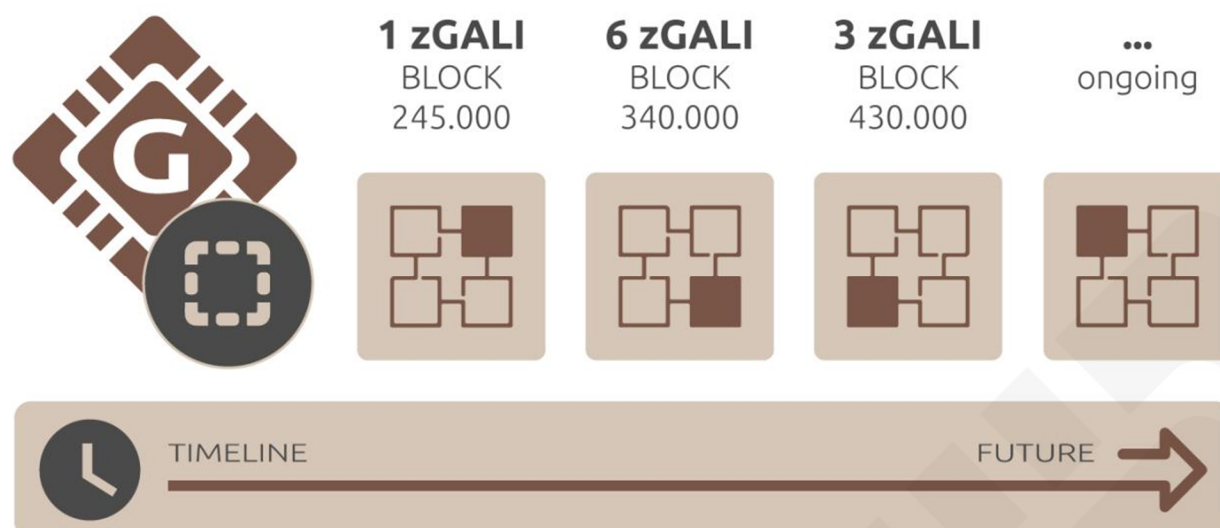 G
1 zGALI
BLOCK
245.000
6 zGALI
BLOCK
340.000
3 zGALI
BLOCK
430.000
...
ongoing
TIMELINE
FUTURE